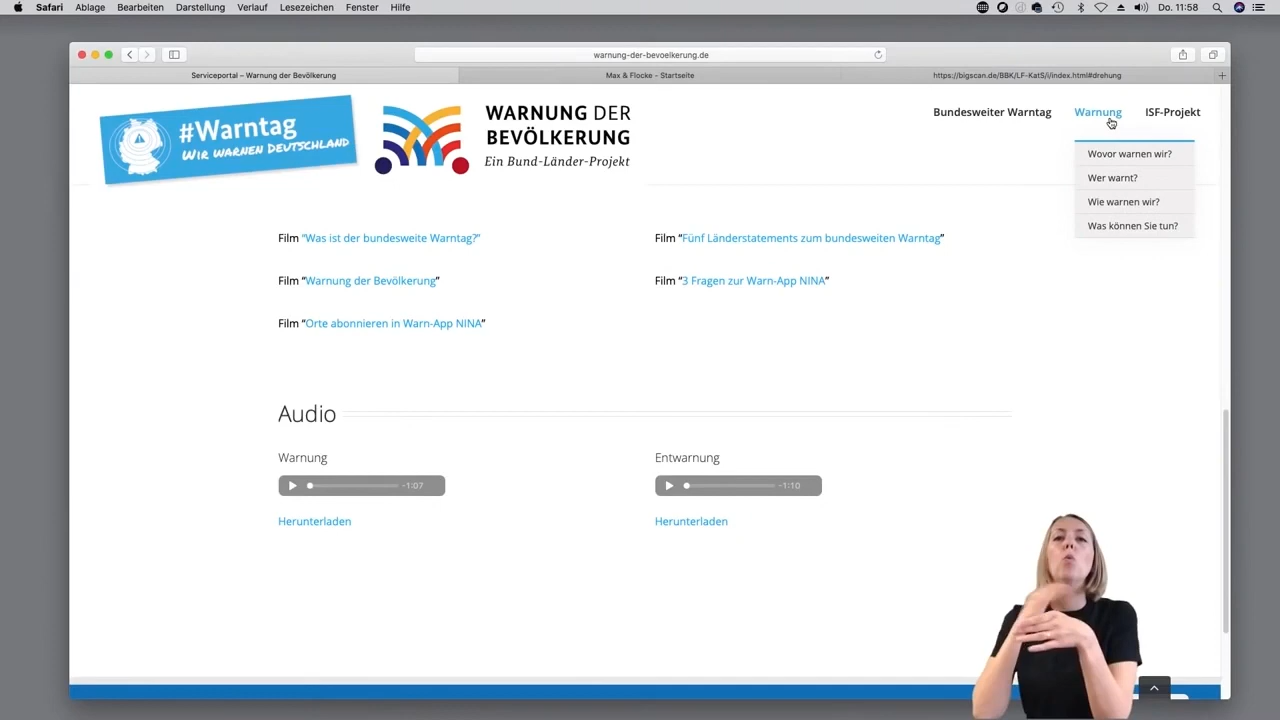 Safari Ablage Bearbeiten Darstellung Verlauf Lesezeichen Fenster Hilfe Do. 11:58
warnung-der-bevoelkerung.de
Serviceportal – Warnung der Bevölkerung Max & Flocke - Startseite https://bigscan.de/BBK/LF-KatS/i/index.html#drehung
#Warntag
WIR WARNEN DEUTSCHLAND
WARNUNG DER
BEVÖLKERUNG
Ein Bund-Länder-Projekt
Bundesweiter Warntag Warnung ISF-Projekt
Wovor warnen wir?
Wer warnt?
Wie warnen wir?
Was können Sie tun?
Film "Was ist der bundesweite Warntag?" Film "Fünf Länderstatements zum bundesweiten Warntag"
Film "Warnung der Bevölkerung" Film "3 Fragen zur Warn-App NINA"
Film "Orte abonnieren in Warn-App NINA"
Audio
Warnung Entwarnung
-1:07 -1:10
Herunterladen Herunterladen